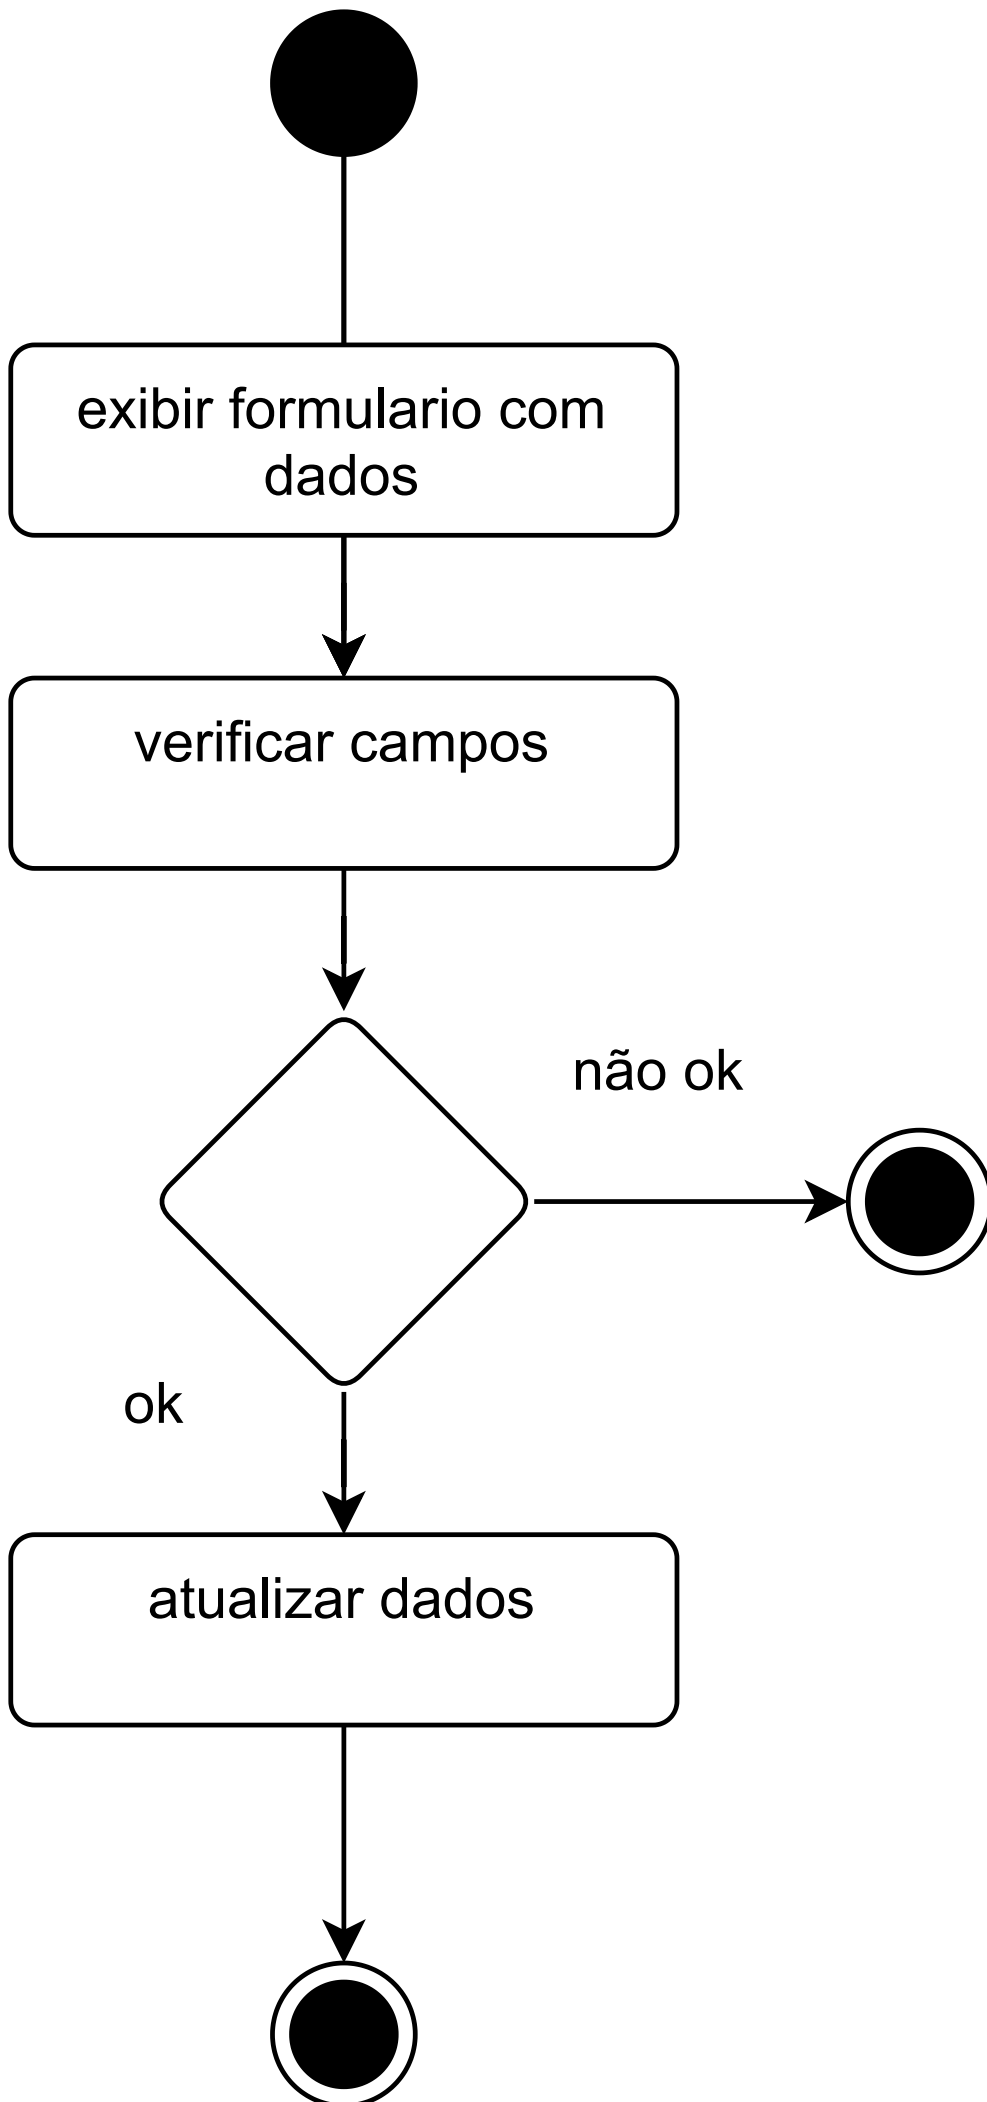 exibir formulario com
dados
verificar campos
não ok
ok
atualizar dados